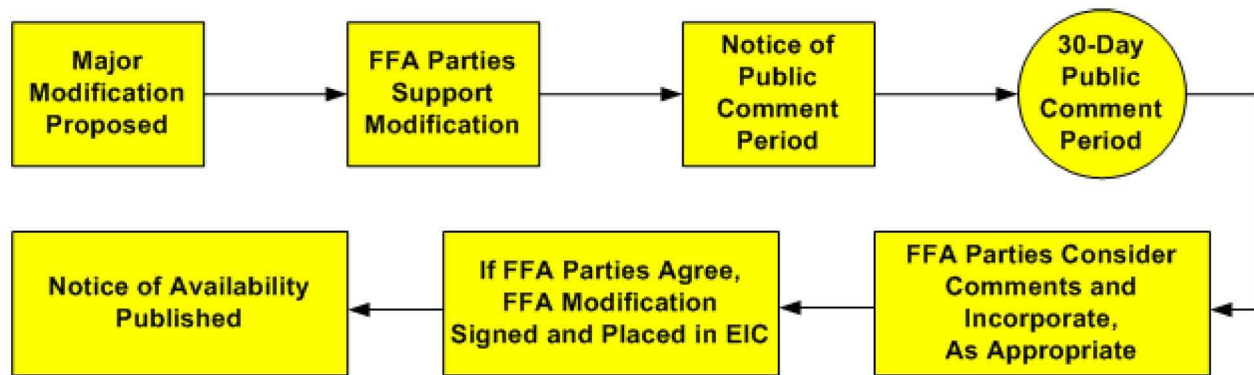 Major
Modification
Proposed
FFA Parties
Support
Modification
Notice of
Public
Comment
Period
30-Day
Public
Comment
Period
FFA Parties Consider
Comments and
Incorporate,
As Appropriate
If FFA Parties Agree,
FFA Modification
Signed and Placed in EIC
Notice of Availability
Published